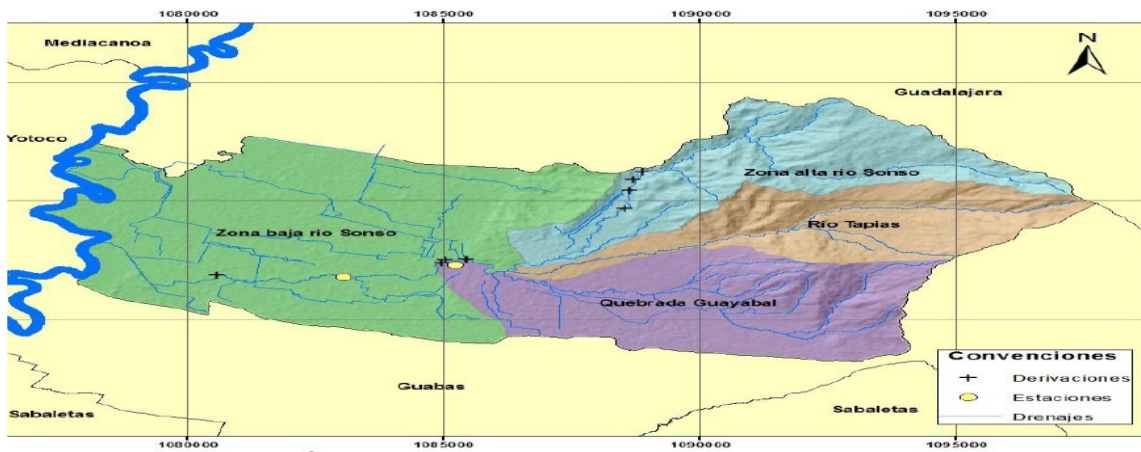 1080000 1085000 1090000 1095000
Mediacanoa
N
Guadalajara
Yotoco
Zona alta rio Sonso
Río Tapias
Zona baja rio Sonso
Quebrada Guayabal
Convenciones
Derivaciones
Estaciones
Drenajes
Guabas
Sabaletas
Sabaletas
1080000 1085000 1090000 1095000